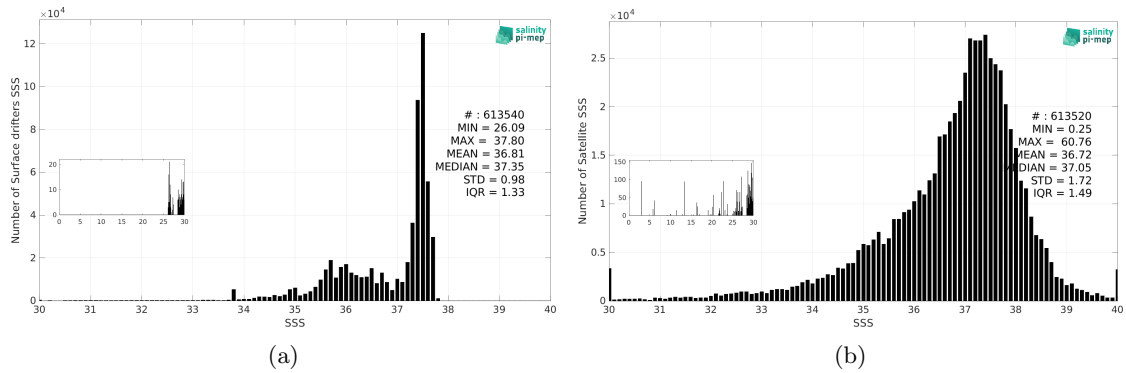 ×10⁴
12
10
8
6
4
2
0
Number of Surface drifters SSS
salinity
pi-mep
# : 613540
MIN = 26.09
MAX = 37.80
MEAN = 36.81
MEDIAN = 37.35
STD = 0.98
IQR = 1.33
20
10
0
0 5 10 15 20 25 30
30 31 32 33 34 35 36 37 38 39 40
SSS
(a)
×10⁴
2.5
2
1.5
1
0.5
0
Number of Satellite SSS
salinity
pi-mep
# : 613520
MIN = 0.25
MAX = 60.76
MEAN = 36.72
MEDIAN = 37.05
STD = 1.72
IQR = 1.49
150
100
50
0
0 5 10 15 20 25 30
30 31 32 33 34 35 36 37 38 39 40
SSS
(b)